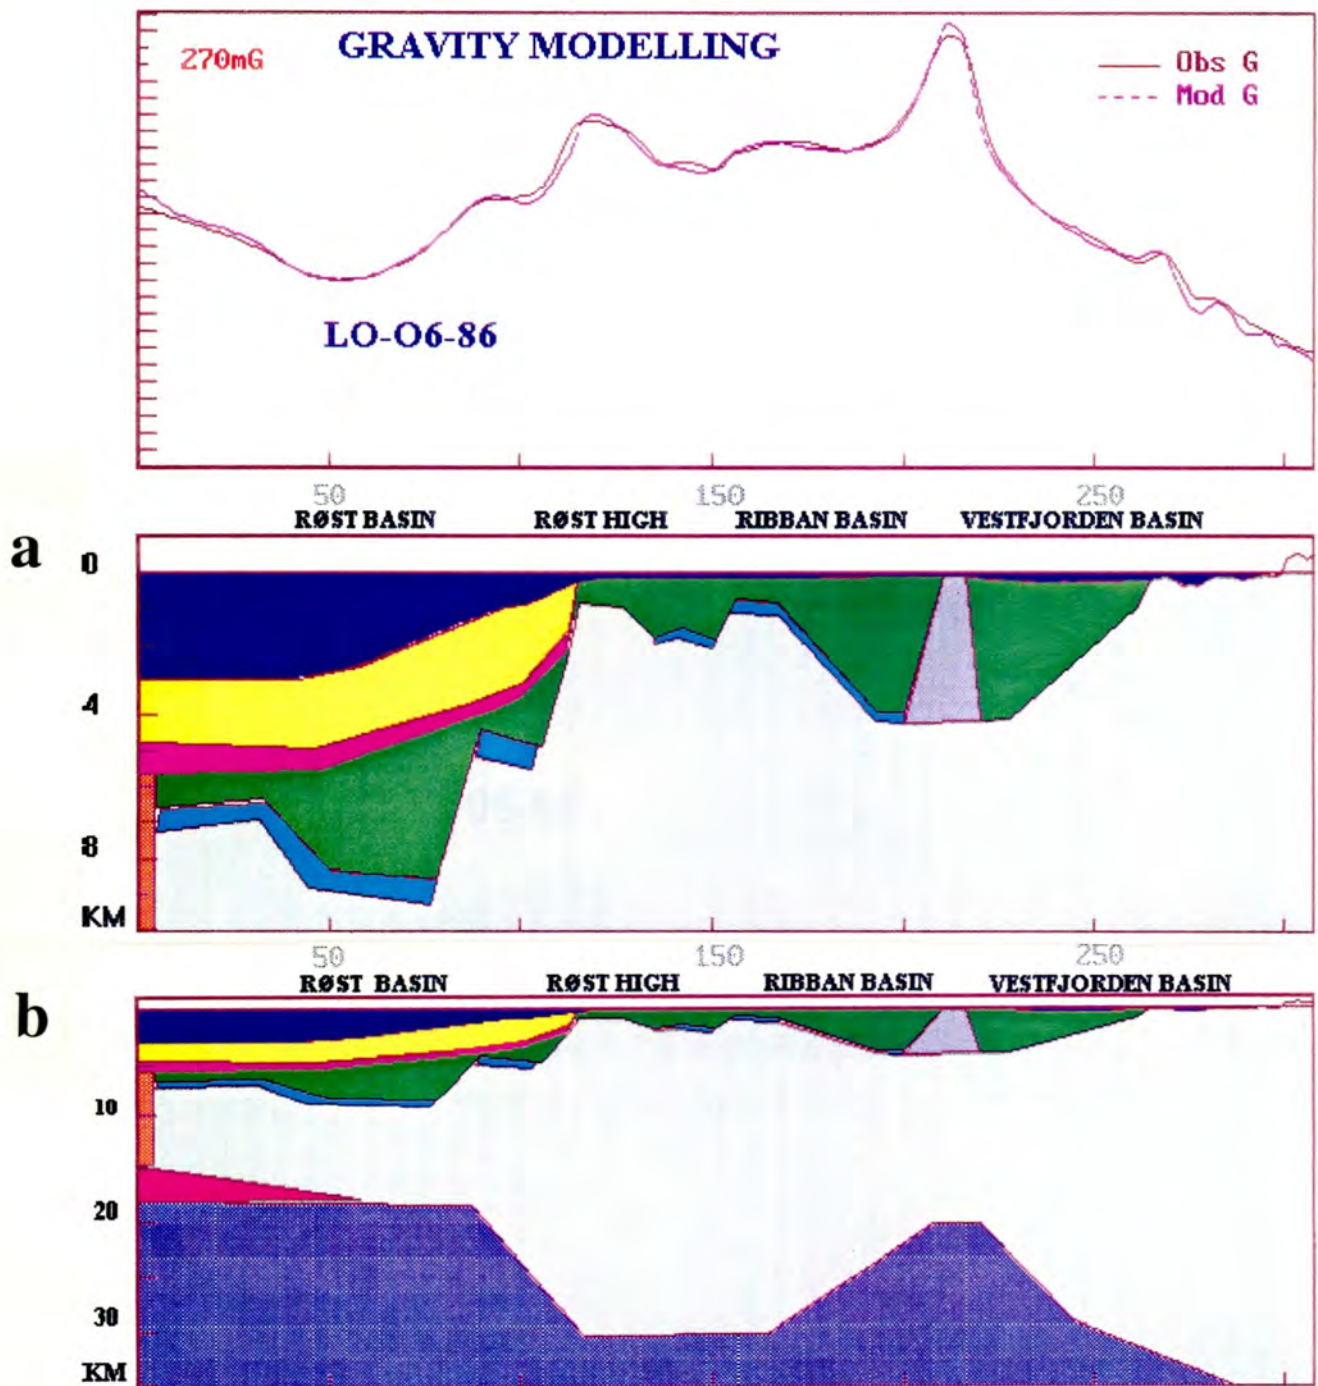 GRAVITY MODELLING
270mG
Obs G
Mod G
LO-O6-86
50 150 250
RØST BASIN RØST HIGH RIBBAN BASIN VESTFJORDEN BASIN
a
0
4
8
KM
50 150 250
RØST BASIN RØST HIGH RIBBAN BASIN VESTFJORDEN BASIN
b
10
20
30
KM